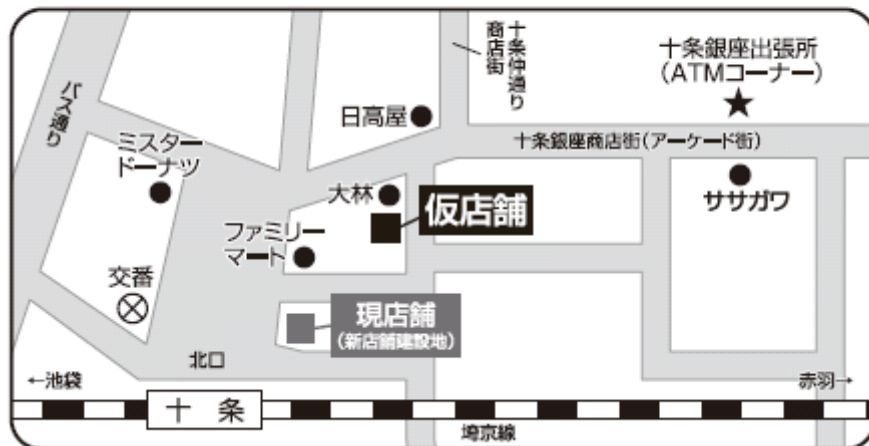 十条仲通り
商店街
十条銀座出張所
（ATMコーナー）
バス通り
日高屋
十条銀座商店街（アーケード街）
ミスター
ドーナツ
大林
仮店舗
ササガワ
ファミリー
マート
交番
現店舗
（新店舗建設地）
北口
←池袋
赤羽→
十条
埼京線